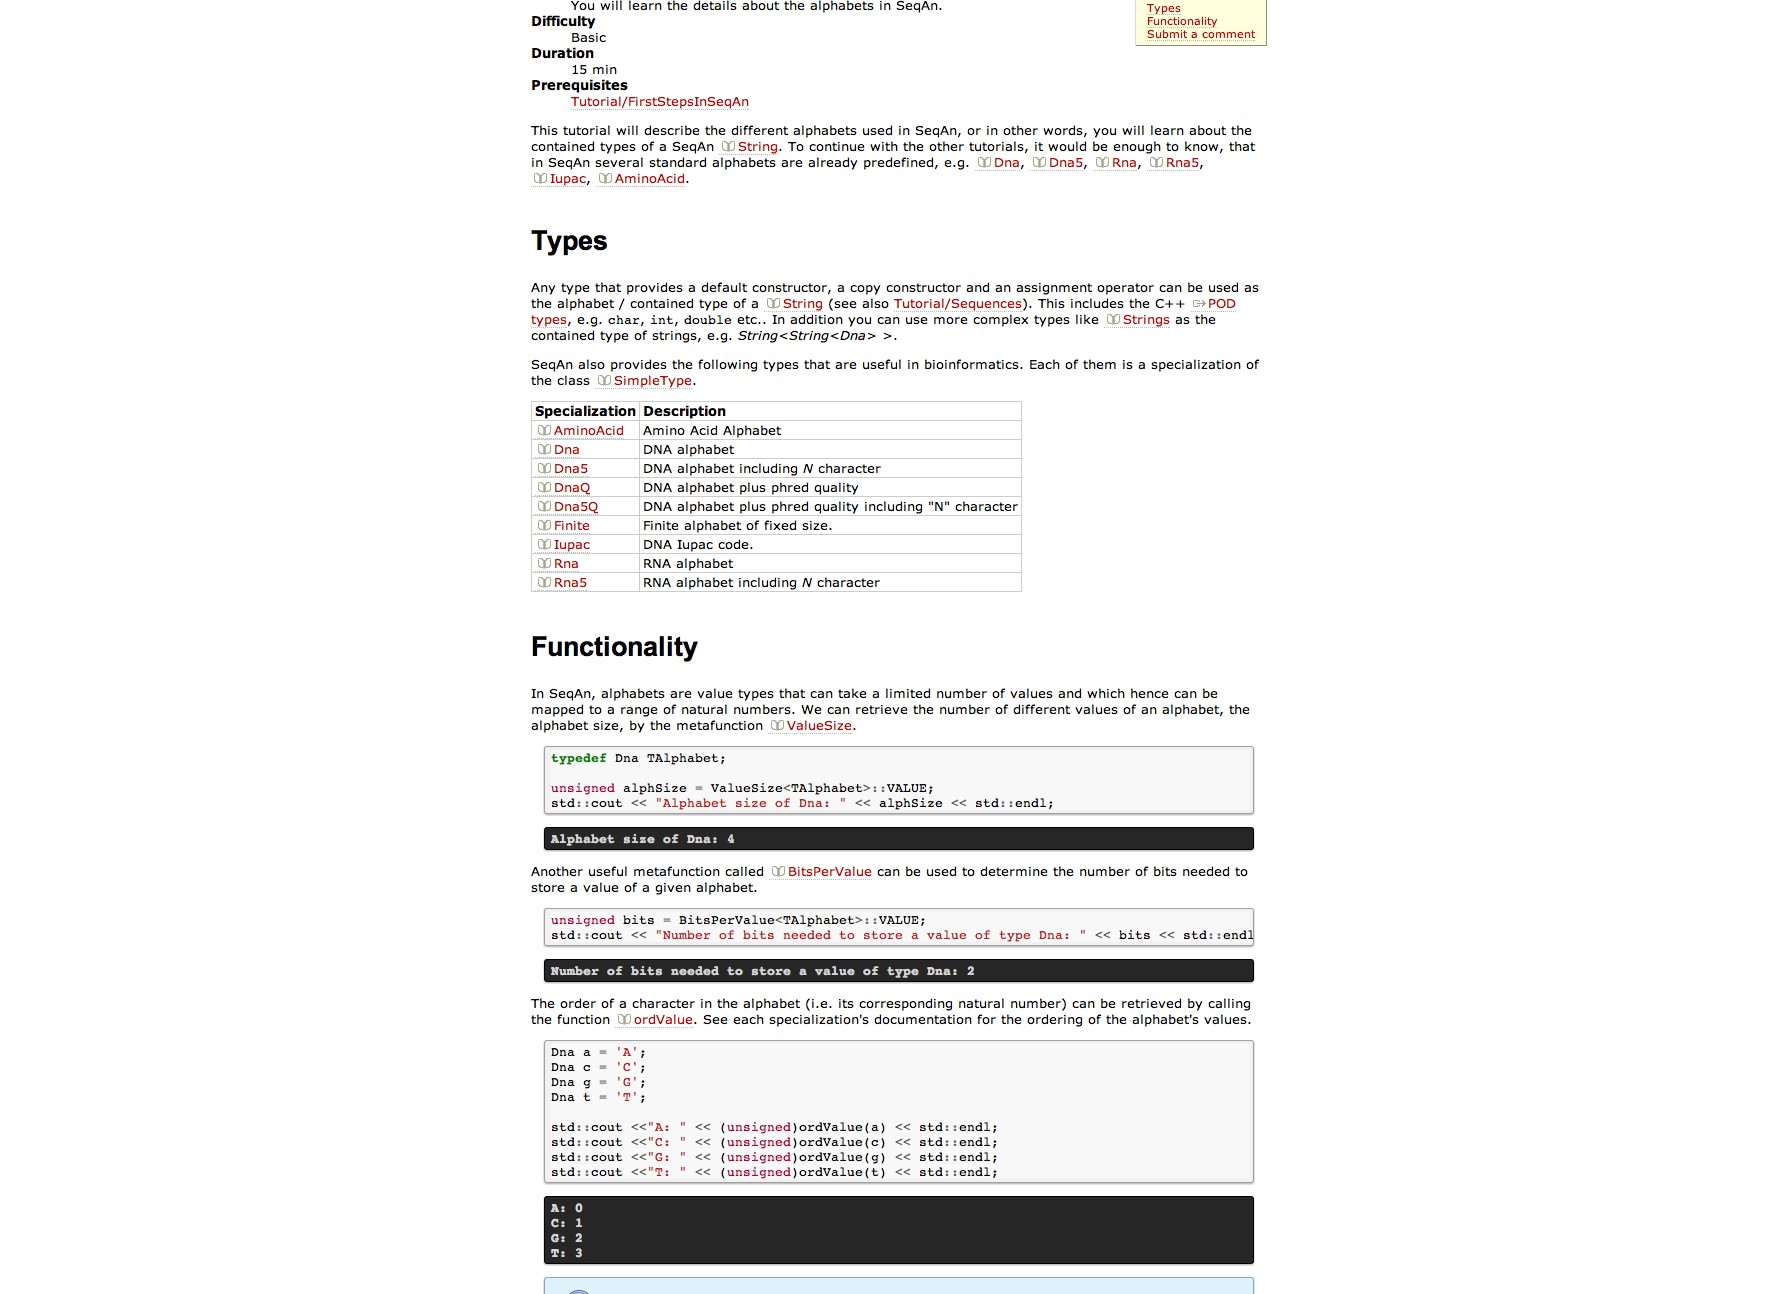 You will learn the details about the alphabets in SeqAn.
Difficulty
Basic
Duration
15 min
Prerequisites
Tutorial/FirstStepsInSeqAn
Types
Functionality
Submit a comment
This tutorial will describe the different alphabets used in SeqAn, or in other words, you will learn about the
contained types of a SeqAn String. To continue with the other tutorials, it would be enough to know, that
in SeqAn several standard alphabets are already predefined, e.g. Dna, Dna5, Rna, Rna5,
Iupac, AminoAcid.
Types
Any type that provides a default constructor, a copy constructor and an assignment operator can be used as
the alphabet / contained type of a String (see also Tutorial/Sequences). This includes the C++ POD
types, e.g. char, int, double etc.. In addition you can use more complex types like Strings as the
contained type of strings, e.g. String<String<Dna> >.
SeqAn also provides the following types that are useful in bioinformatics. Each of them is a specialization of
the class SimpleType.
Specialization Description
AminoAcid Amino Acid Alphabet
Dna DNA alphabet
Dna5 DNA alphabet including N character
DnaQ DNA alphabet plus phred quality
Dna5Q DNA alphabet plus phred quality including "N" character
Finite Finite alphabet of fixed size.
Iupac DNA Iupac code.
Rna RNA alphabet
Rna5 RNA alphabet including N character
Functionality
In SeqAn, alphabets are value types that can take a limited number of values and which hence can be
mapped to a range of natural numbers. We can retrieve the number of different values of an alphabet, the
alphabet size, by the metafunction ValueSize.
typedef Dna TAlphabet;
unsigned alphSize = ValueSize<TAlphabet>::VALUE;
std::cout << "Alphabet size of Dna: " << alphSize << std::endl;
Alphabet size of Dna: 4
Another useful metafunction called BitsPerValue can be used to determine the number of bits needed to
store a value of a given alphabet.
unsigned bits = BitsPerValue<TAlphabet>::VALUE;
std::cout << "Number of bits needed to store a value of type Dna: " << bits << std::endl
Number of bits needed to store a value of type Dna: 2
The order of a character in the alphabet (i.e. its corresponding natural number) can be retrieved by calling
the function ordValue. See each specialization's documentation for the ordering of the alphabet's values.
Dna a = 'A';
Dna c = 'C';
Dna g = 'G';
Dna t = 'T';
std::cout <<"A: " << (unsigned)ordValue(a) << std::endl;
std::cout <<"C: " << (unsigned)ordValue(c) << std::endl;
std::cout <<"G: " << (unsigned)ordValue(g) << std::endl;
std::cout <<"T: " << (unsigned)ordValue(t) << std::endl;
A: 0
C: 1
G: 2
T: 3